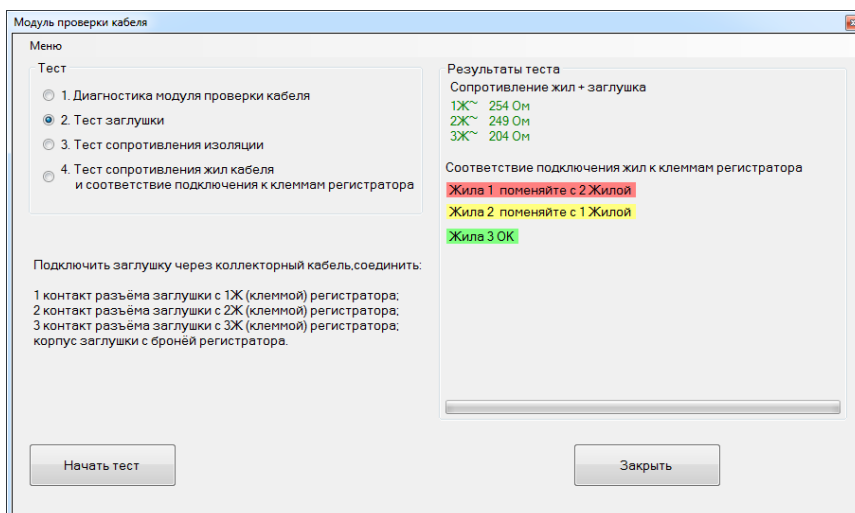 Модуль проверки кабеля
Меню
Тест
1. Диагностика модуля проверки кабеля
2. Тест заглушки
3. Тест сопротивления изоляции
4. Тест сопротивления жил кабеля
и соответствие подключения к клеммам регистратора
Подключить заглушку через коллекторный кабель,соединить:
1 контакт разъёма заглушки с 1Ж (клеммой) регистратора;
2 контакт разъёма заглушки с 2Ж (клеммой) регистратора;
3 контакт разъёма заглушки с 3Ж (клеммой) регистратора;
корпус заглушки с бронёй регистратора.
Результаты теста
Сопротивление жил + заглушка
1Ж~ 254 Ом
2Ж~ 249 Ом
3Ж~ 204 Ом
Соответствие подключения жил к клеммам регистратора
Жила 1 поменяйте с 2 Жилой
Жила 2 поменяйте с 1 Жилой
Жила 3 ОК
Начать тест
Закрыть